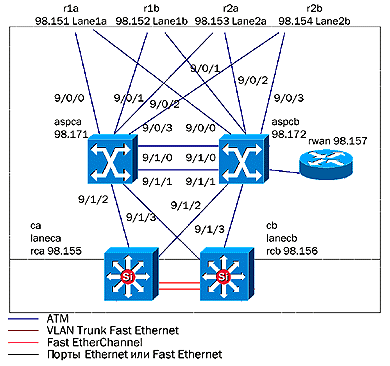 r1a r1b r2a r2b
98.151 Lane1a 98.152 Lane1b 98.153 Lane2a 98.154 Lane2b
9/0/1
9/0/2
9/0/0 9/0/1 9/0/2 9/0/3
aspca 9/0/3 9/0/0 aspcb
98.171 98.172
rwan 98.157
9/1/0 9/1/0
9/1/1 9/1/1
9/1/2 9/1/2
9/1/3 9/1/3
ca cb
laneca lanecb
rca 98.155 rcb 98.156
Si Si
ATM
VLAN Trunk Fast Ethernet
Fast EtherChannel
Порты Ethernet или Fast Ethernet